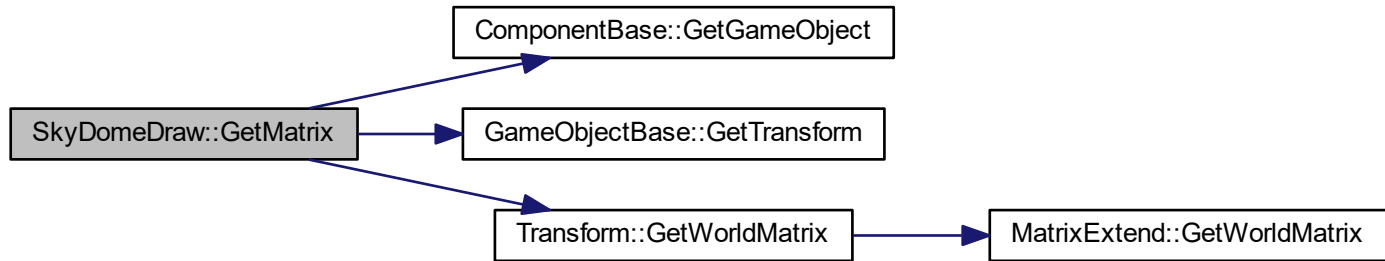 ComponentBase::GetGameObject
SkyDomeDraw::GetMatrix
GameObjectBase::GetTransform
Transform::GetWorldMatrix
MatrixExtend::GetWorldMatrix